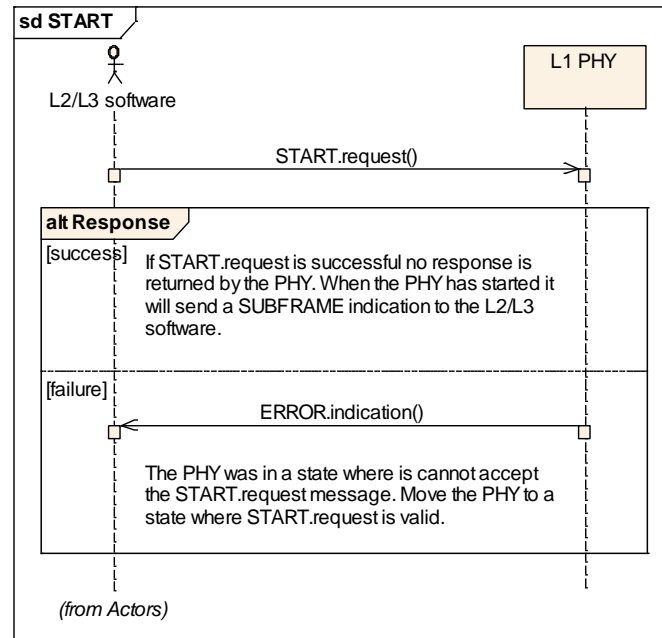 sd START
L2/L3 software
L1 PHY
START.request()
alt Response
[success]
If START.request is successful no response is
returned by the PHY. When the PHY has started it
will send a SUBFRAME indication to the L2/L3
software.
[failure]
ERROR.indication()
The PHY was in a state where is cannot accept
the START.request message. Move the PHY to a
state where START.request is valid.
(from Actors)